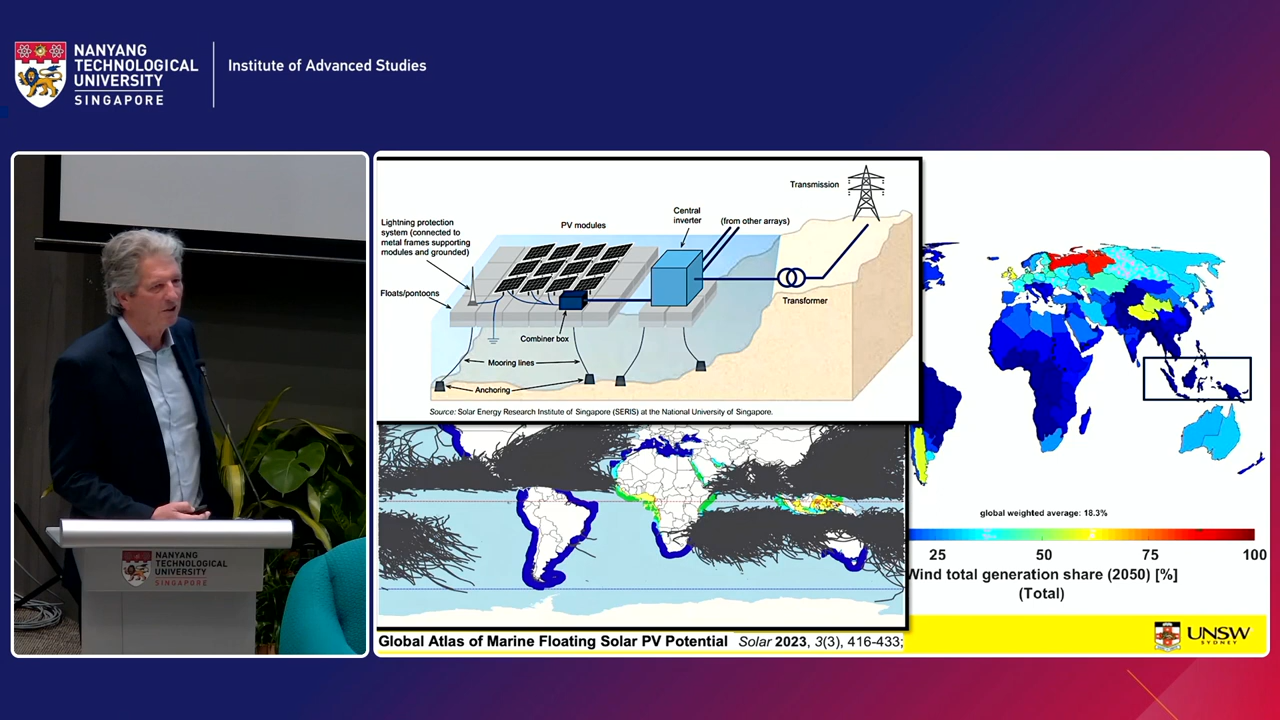 NANYANG
TECHNOLOGICAL
UNIVERSITY
SINGAPORE
Institute of Advanced Studies
NANYANG
TECHNOLOGICAL
UNIVERSITY
SINGAPORE
Transmission
Lightning protection
system (connected to
metal frames supporting
modules and grounded)
PV modules
Central
inverter
(from other arrays)
Floats/pontoons
Transformer
Combiner box
Mooring lines
Anchoring
Source: Solar Energy Research Institute of Singapore (SERIS) at the National University of Singapore.
global weighted average: 18.3%
25 50 75 100
Wind total generation share (2050) [%]
(Total)
Global Atlas of Marine Floating Solar PV Potential Solar 2023, 3(3), 416-433;
UNSW
SYDNEY